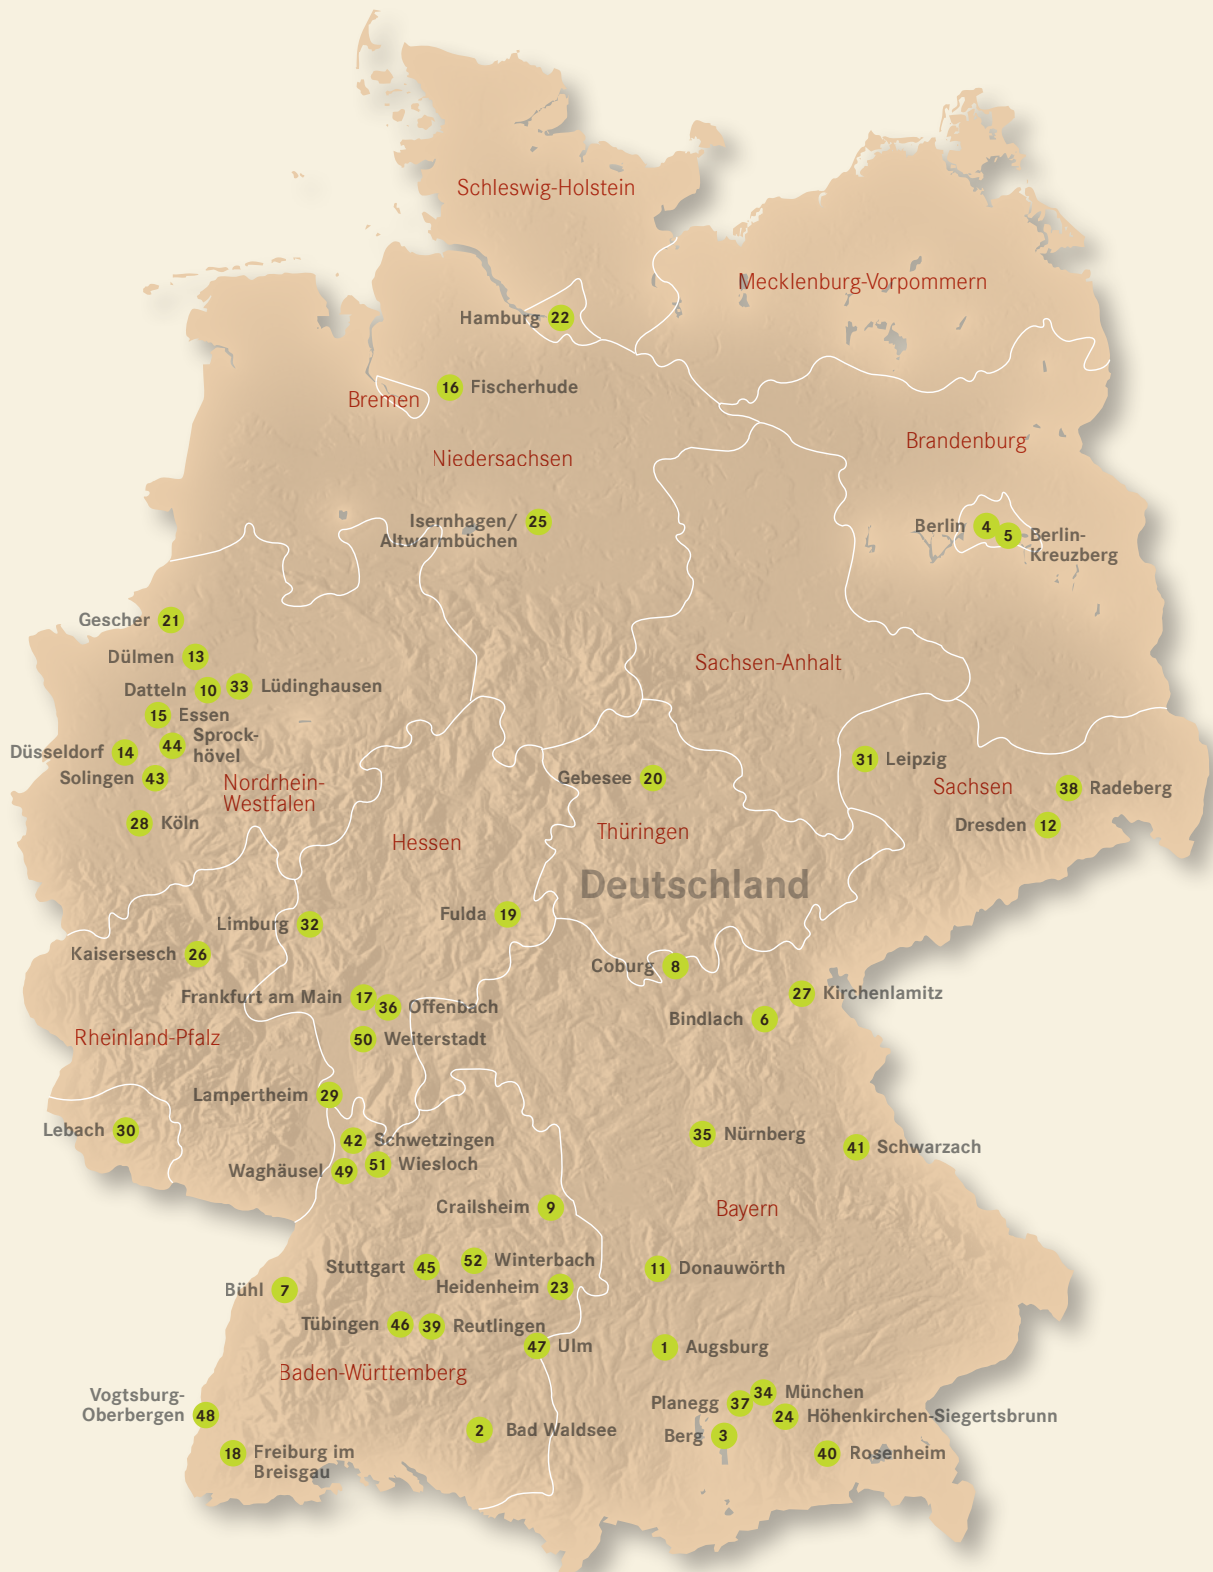 Schleswig-Holstein
Mecklenburg-Vorpommern
Hamburg 22
16 Fischerhude
Bremen
Brandenburg
Niedersachsen
Isernhagen/
Altwarmbüchen
25
Berlin 4
5 Berlin-
Kreuzberg
Gescher 21
Dülmen 13
Sachsen-Anhalt
Datteln 10
33 Lüdinghausen
15 Essen
44 Sprock-
hövel
Düsseldorf 14
Solingen 43
31 Leipzig
Gebesee 20
Nordrhein-
Westfalen
Sachsen
38 Radeberg
28 Köln
Dresden 12
Thüringen
Hessen
Deutschland
Fulda 19
Limburg 32
Kaisersesch 26
Coburg 8
27 Kirchenlamitz
Frankfurt am Main 17
36 Offenbach
Bindlach 6
Rheinland-Pfalz
50 Weiterstadt
Lampertheim 29
Lebach 30
35 Nürnberg
42 Schwetzingen
41 Schwarzach
51 Wiesloch
Waghäusel 49
Crailsheim 9
Bayern
52 Winterbach
Stuttgart 45
11 Donauwörth
Heidenheim 23
Bühl 7
Tübingen 46
39 Reutlingen
47 Ulm
1 Augsburg
Baden-Württemberg
34 München
Vogtsburg-
Oberbergen 48
Planegg 37
24 Höhenkirchen-Siegertsbrunn
2 Bad Waldsee
Berg 3
18 Freiburg im
Breisgau
40 Rosenheim